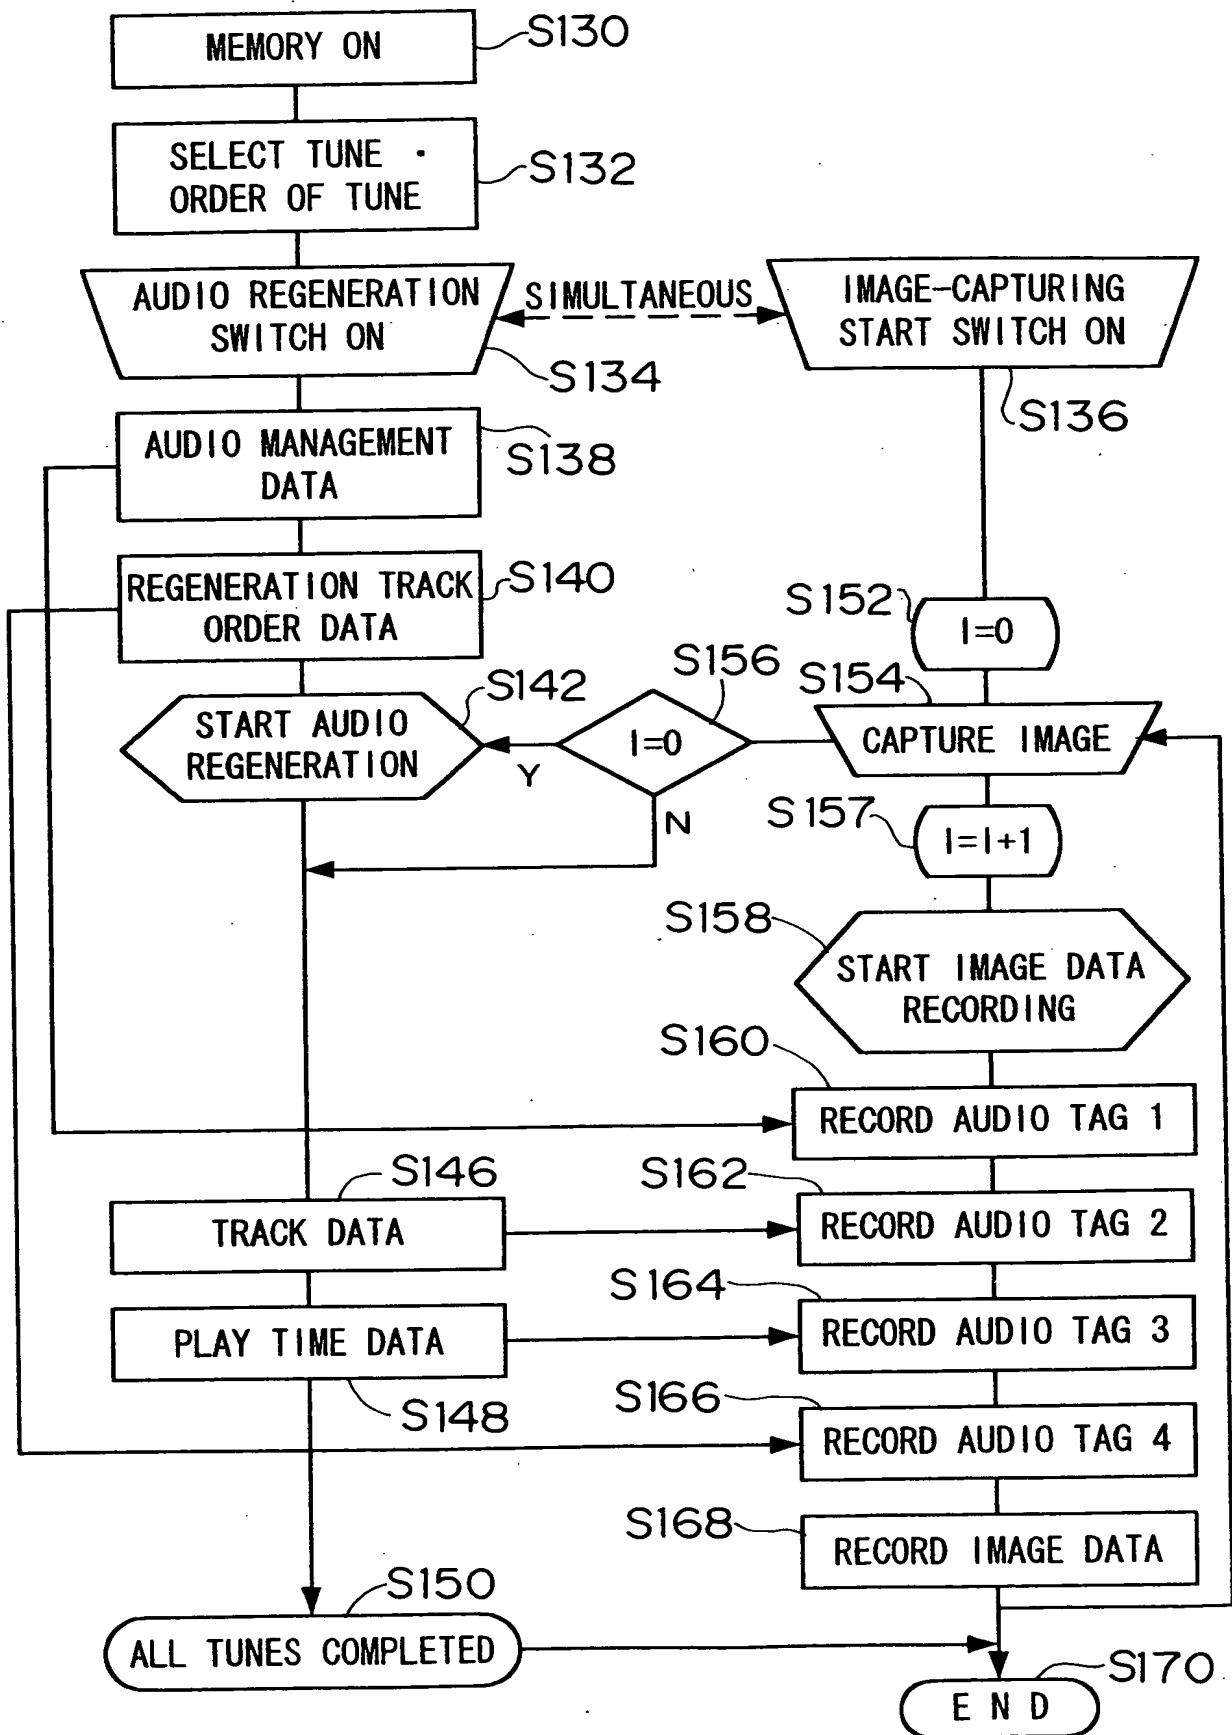 MEMORY ON
S130
SELECT TUNE ·
ORDER OF TUNE
S132
AUDIO REGENERATION
SWITCH ON
S134
SIMULTANEOUS
IMAGE-CAPTURING
START SWITCH ON
S136
AUDIO MANAGEMENT
DATA
S138
REGENERATION TRACK
ORDER DATA
S140
S152
I=0
S142
START AUDIO
REGENERATION
S156
I=0
Y
N
S154
CAPTURE IMAGE
S157
I=I+1
S158
START IMAGE DATA
RECORDING
S160
RECORD AUDIO TAG 1
S146
TRACK DATA
S162
RECORD AUDIO TAG 2
PLAY TIME DATA
S148
S164
RECORD AUDIO TAG 3
S166
RECORD AUDIO TAG 4
S168
RECORD IMAGE DATA
S150
ALL TUNES COMPLETED
S170
END